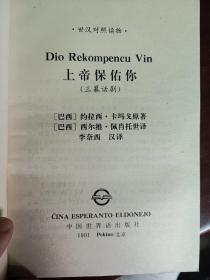 ·世汉对照读物·
Dio Rekompencu Vin
上帝保佑你
(三幕话剧)
[巴西] 约拉西·卡玛戈原著
[巴西] 西尔维·佩肖托世译
李奈西 汉译
ĈINA ESPERANTO-ELDONEJO
中国世界语出版社
1991 Pekino 北京